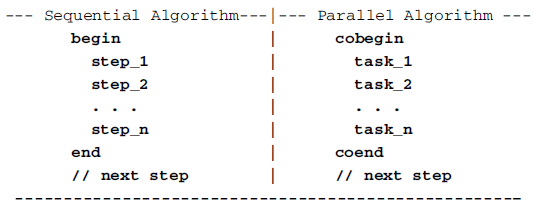 --- Sequential Algorithm---|--- Parallel Algorithm ---
begin | cobegin
step_1 | task_1
step_2 | task_2
. . . | . . .
step_n | task_n
end | coend
// next step | // next step
-------------------------------------------------------